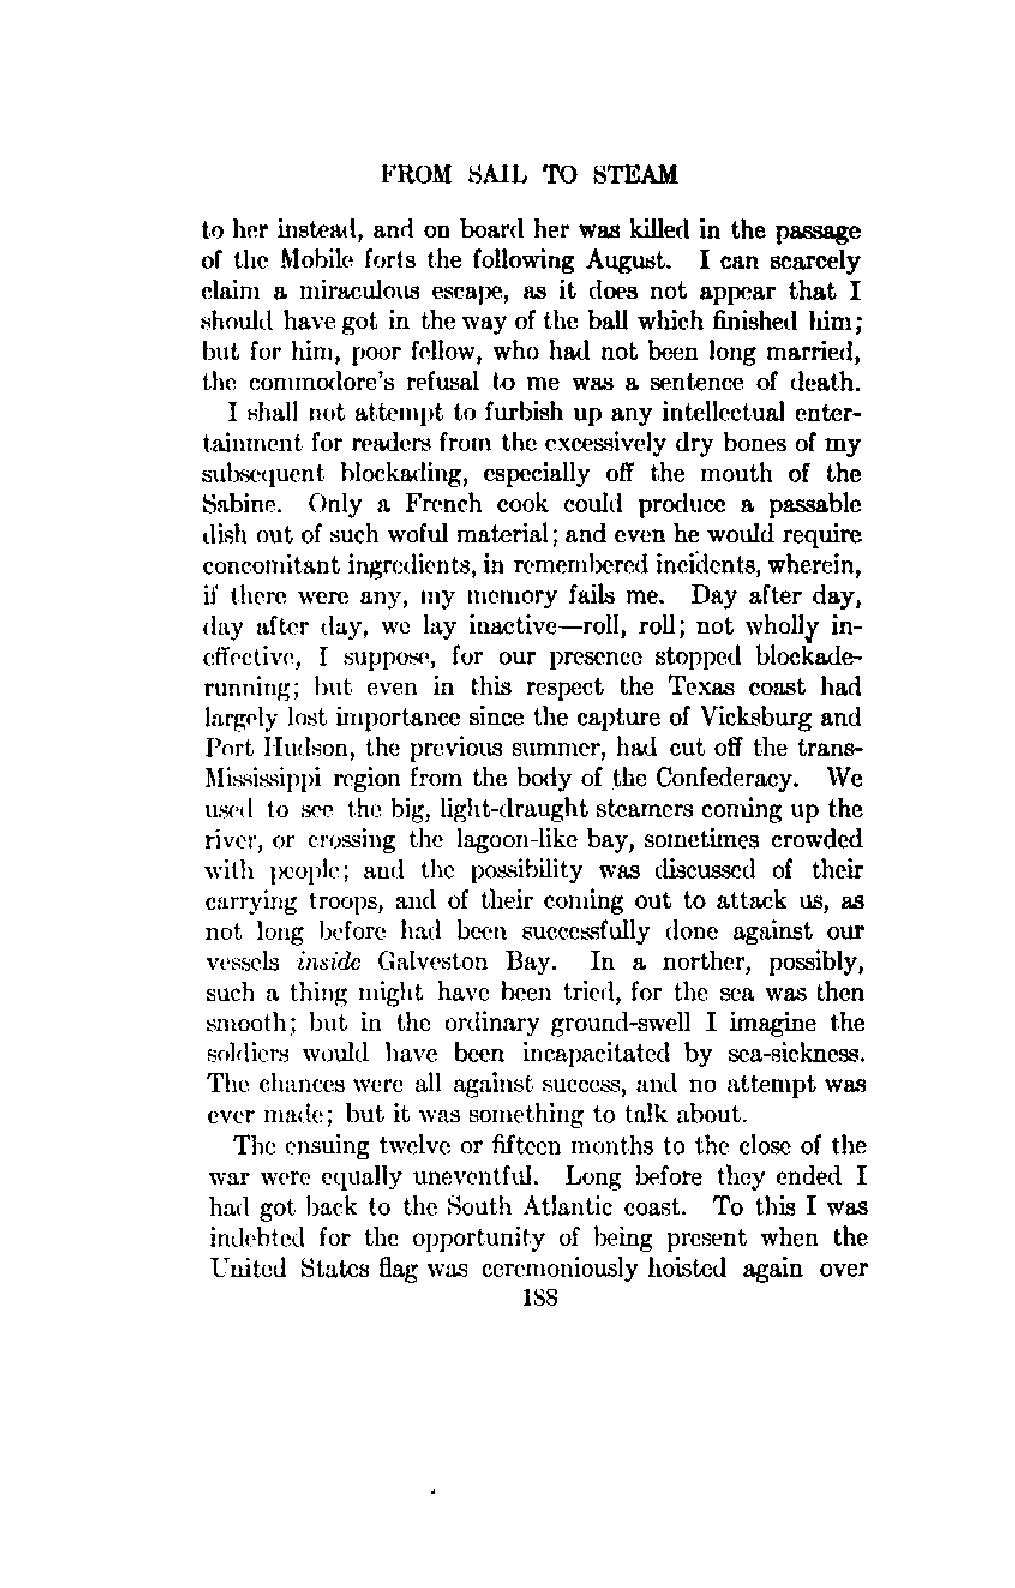 FROM SAIL TO STEAM
to her instead, and on board her was killed in the passage
of the Mobile forts the following August. I can scarcely
claim a miraculous escape, as it does not appear that I
should have got in the way of the ball which finished him;
but for him, poor fellow, who had not been long married,
the commodore's refusal to me was a sentence of death.
I shall not attempt to furbish up any intellectual enter-
tainment for readers from the excessively dry bones of my
subsequent blockading, especially off the mouth of the
Sabine. Only a French cook could produce a passable
dish out of such woful material; and even he would require
concomitant ingredients, in remembered incidents, wherein,
if there were any, my memory fails me. Day after day,
day after day, we lay inactive—roll, roll; not wholly in-
effective, I suppose, for our presence stopped blockade-
running; but even in this respect the Texas coast had
largely lost importance since the capture of Vicksburg and
Port Hudson, the previous summer, had cut off the trans-
Mississippi region from the body of the Confederacy. We
used to see the big, light-draught steamers coming up the
river, or crossing the lagoon-like bay, sometimes crowded
with people; and the possibility was discussed of their
carrying troops, and of their coming out to attack us, as
not long before had been successfully done against our
vessels inside Galveston Bay. In a norther, possibly,
such a thing might have been tried, for the sea was then
smooth; but in the ordinary ground-swell I imagine the
soldiers would have been incapacitated by sea-sickness.
The chances were all against success, and no attempt was
ever made; but it was something to talk about.
The ensuing twelve or fifteen months to the close of the
war were equally uneventful. Long before they ended I
had got back to the South Atlantic coast. To this I was
indebted for the opportunity of being present when the
United States flag was ceremoniously hoisted again over
188